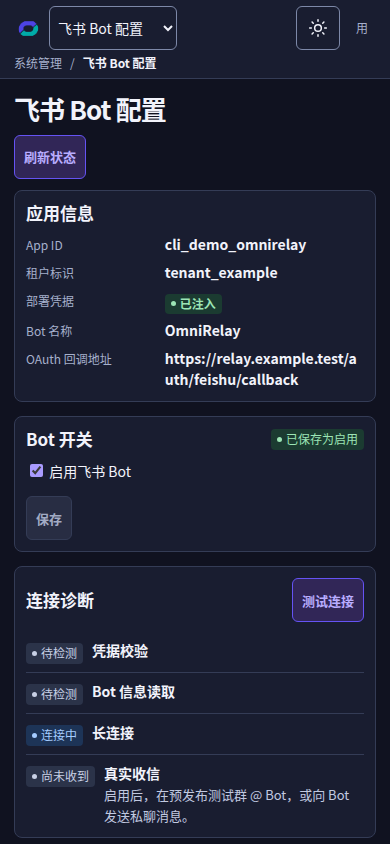 飞书 Bot 配置
用
系统管理 / 飞书 Bot 配置
飞书 Bot 配置
刷新状态
应用信息
App ID cli_demo_omnirelay
租户标识 tenant_example
部署凭据 已注入
Bot 名称 OmniRelay
OAuth 回调地址 https://relay.example.test/a
uth/feishu/callback
Bot 开关 已保存为启用
启用飞书 Bot
保存
连接诊断 测试连接
待检测 凭据校验
待检测 Bot 信息读取
连接中 长连接
尚未收到 真实收信
启用后，在预发布测试群 @ Bot，或向 Bot
发送私聊消息。